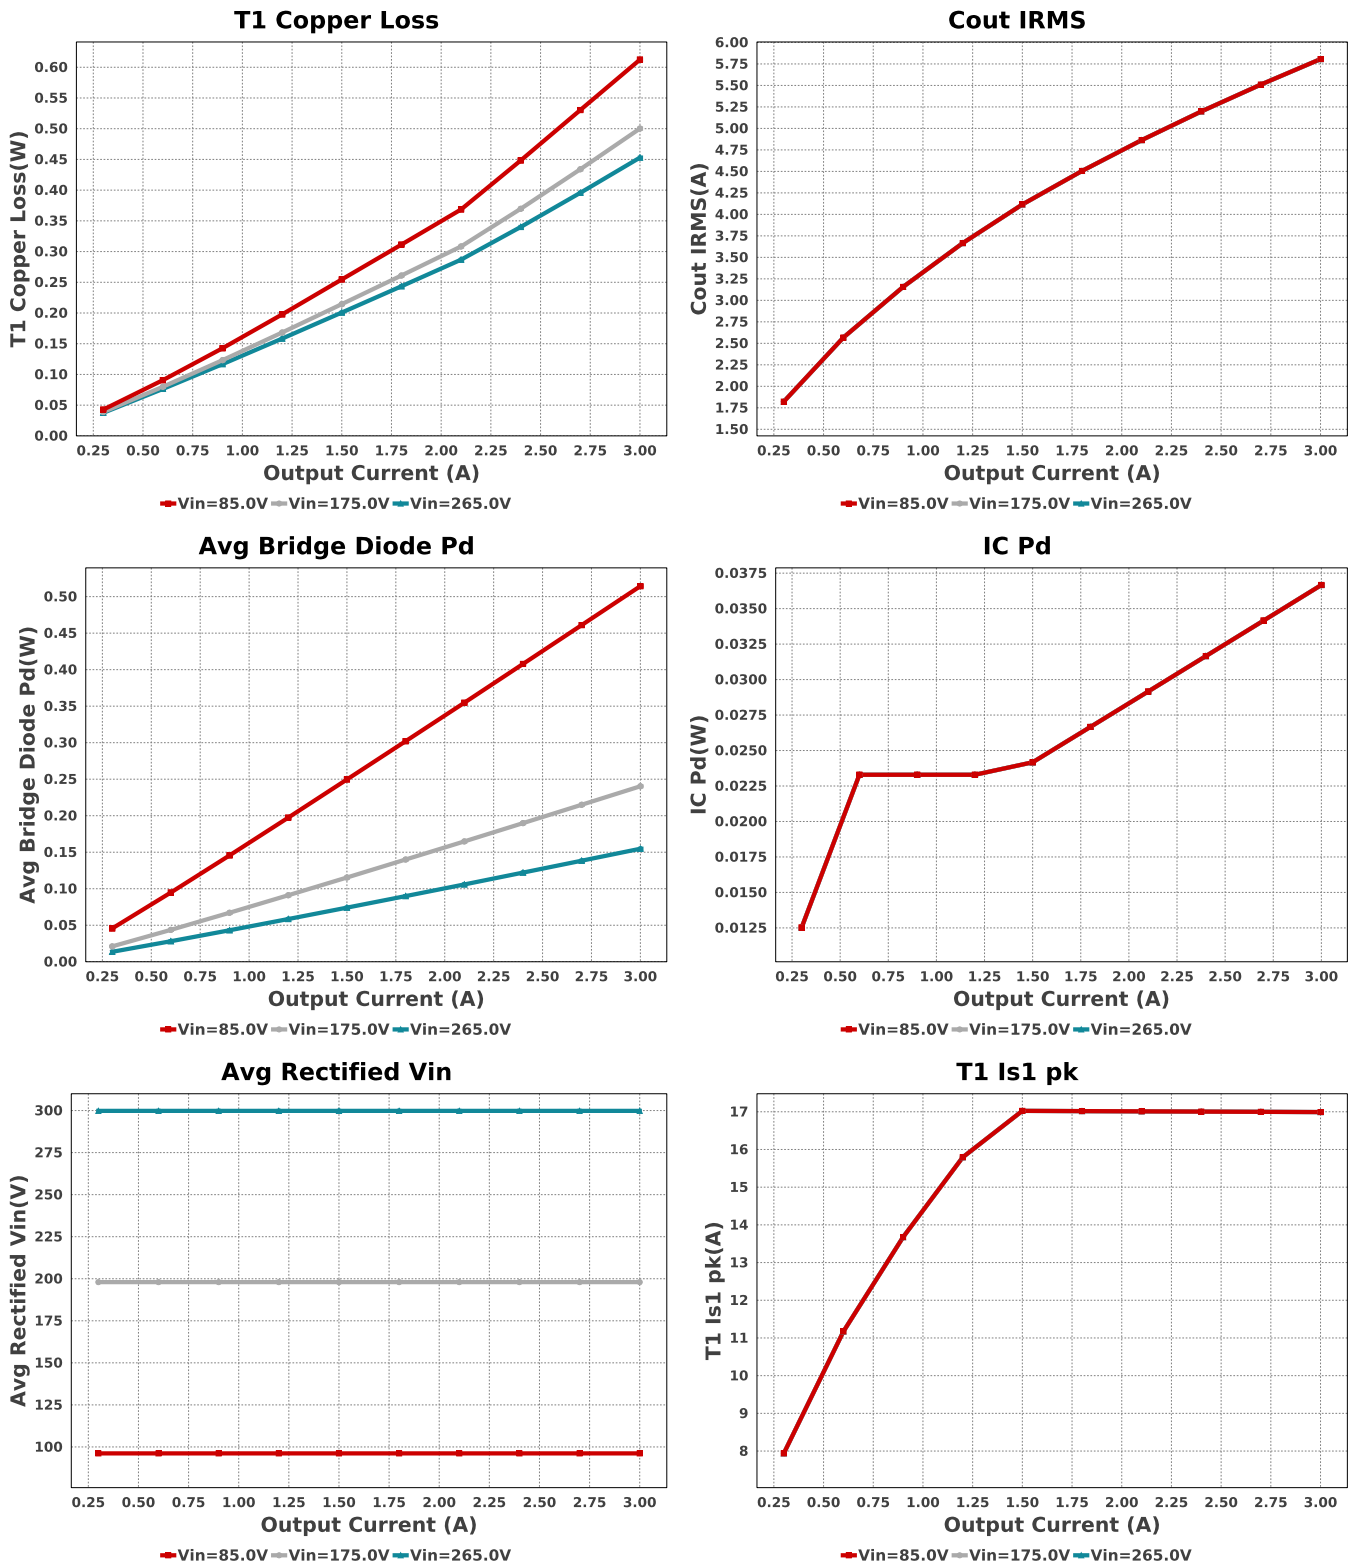 T1 Copper Loss
T1 Copper Loss(W)
0.60
0.55
0.50
0.45
0.40
0.35
0.30
0.25
0.20
0.15
0.10
0.05
0.00
0.25 0.50 0.75 1.00 1.25 1.50 1.75 2.00 2.25 2.50 2.75 3.00
Output Current (A)
Vin=85.0V Vin=175.0V Vin=265.0V
Cout IRMS
Cout IRMS(A)
6.00
5.75
5.50
5.25
5.00
4.75
4.50
4.25
4.00
3.75
3.50
3.25
3.00
2.75
2.50
2.25
2.00
1.75
1.50
0.25 0.50 0.75 1.00 1.25 1.50 1.75 2.00 2.25 2.50 2.75 3.00
Output Current (A)
Vin=85.0V Vin=175.0V Vin=265.0V
Avg Bridge Diode Pd
Avg Bridge Diode Pd(W)
0.50
0.45
0.40
0.35
0.30
0.25
0.20
0.15
0.10
0.05
0.00
0.25 0.50 0.75 1.00 1.25 1.50 1.75 2.00 2.25 2.50 2.75 3.00
Output Current (A)
Vin=85.0V Vin=175.0V Vin=265.0V
IC Pd
IC Pd(W)
0.0375
0.0350
0.0325
0.0300
0.0275
0.0250
0.0225
0.0200
0.0175
0.0150
0.0125
0.25 0.50 0.75 1.00 1.25 1.50 1.75 2.00 2.25 2.50 2.75 3.00
Output Current (A)
Vin=85.0V Vin=175.0V Vin=265.0V
Avg Rectified Vin
Avg Rectified Vin(V)
300
275
250
225
200
175
150
125
100
0.25 0.50 0.75 1.00 1.25 1.50 1.75 2.00 2.25 2.50 2.75 3.00
Output Current (A)
Vin=85.0V Vin=175.0V Vin=265.0V
T1 Is1 pk
T1 Is1 pk(A)
17
16
15
14
13
12
11
10
9
8
0.25 0.50 0.75 1.00 1.25 1.50 1.75 2.00 2.25 2.50 2.75 3.00
Output Current (A)
Vin=85.0V Vin=175.0V Vin=265.0V